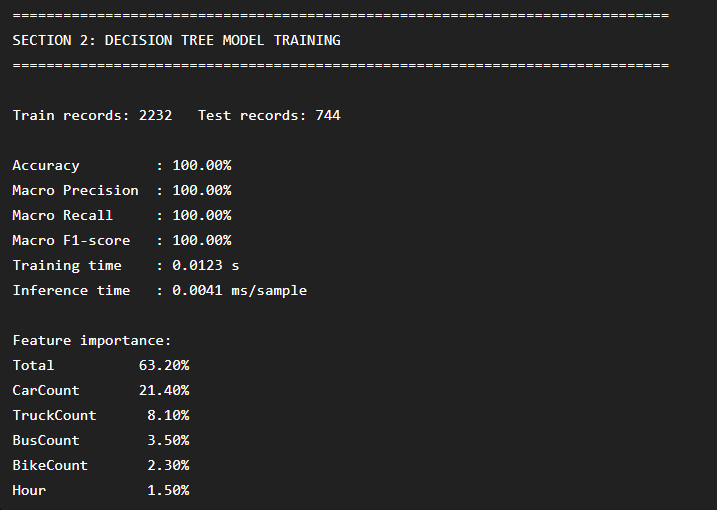 ==============================================================================
SECTION 2: DECISION TREE MODEL TRAINING
==============================================================================
Train records: 2232   Test records: 744
Accuracy         : 100.00%
Macro Precision  : 100.00%
Macro Recall     : 100.00%
Macro F1-score   : 100.00%
Training time    : 0.0123 s
Inference time   : 0.0041 ms/sample
Feature importance:
Total          63.20%
CarCount       21.40%
TruckCount      8.10%
BusCount        3.50%
BikeCount       2.30%
Hour            1.50%